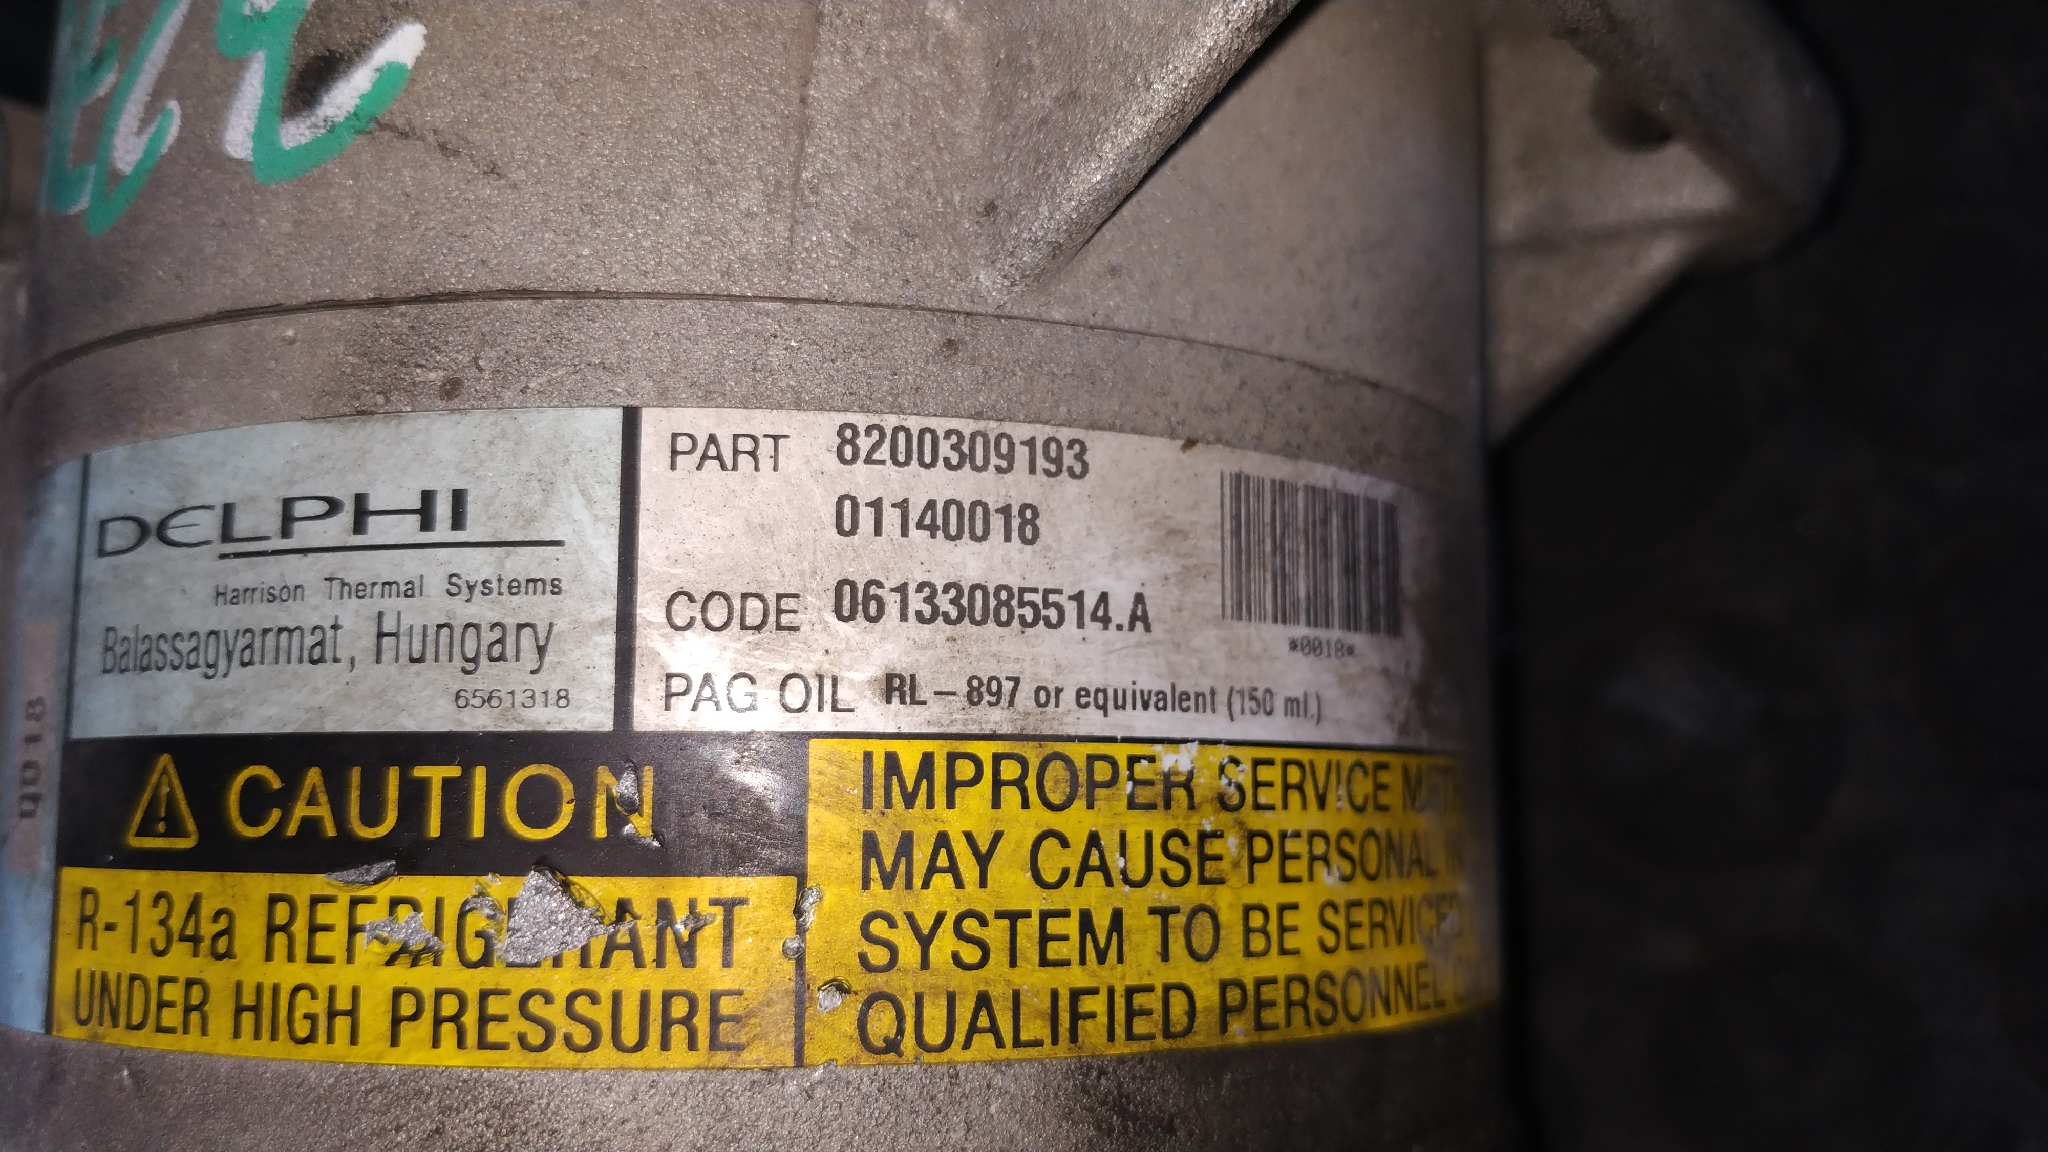 DELPHI
Harrison Thermal Systems
Balassagyarmat, Hungary
6561318
PART 8200309193
01140018
CODE 06133085514.A
*0018*
PAG OIL RL-897 or equivalent (150 ml.)
0018
CAUTION
R-134a REFRIGERANT
UNDER HIGH PRESSURE
IMPROPER SERVICE
MAY CAUSE PERSONAL
SYSTEM TO BE SERVICED
QUALIFIED PERSONNEL